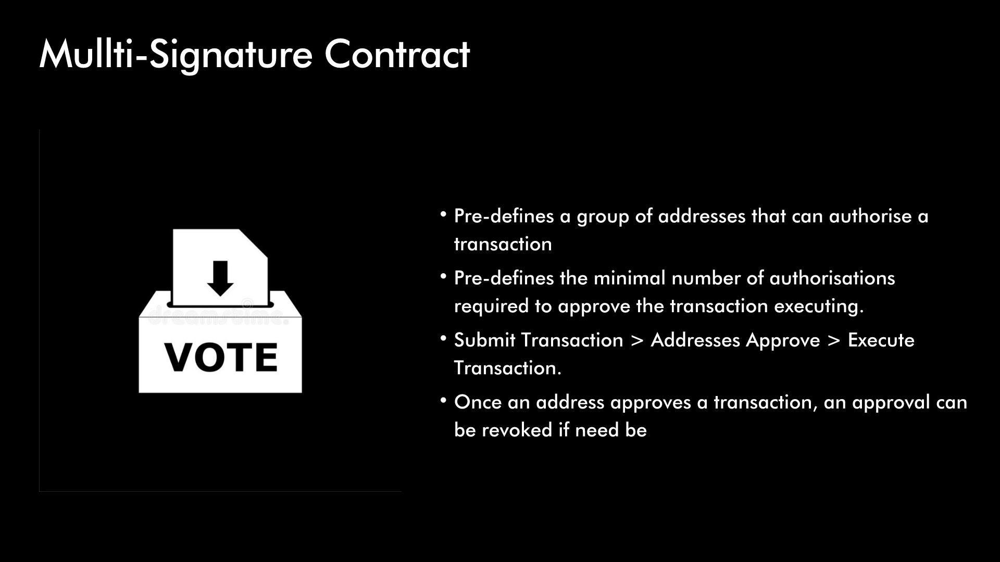 Mullti-Signature Contract
dreamstime.
VOTE
• Pre-defines a group of addresses that can authorise a
transaction
• Pre-defines the minimal number of authorisations
required to approve the transaction executing.
• Submit Transaction > Addresses Approve > Execute
Transaction.
• Once an address approves a transaction, an approval can
be revoked if need be